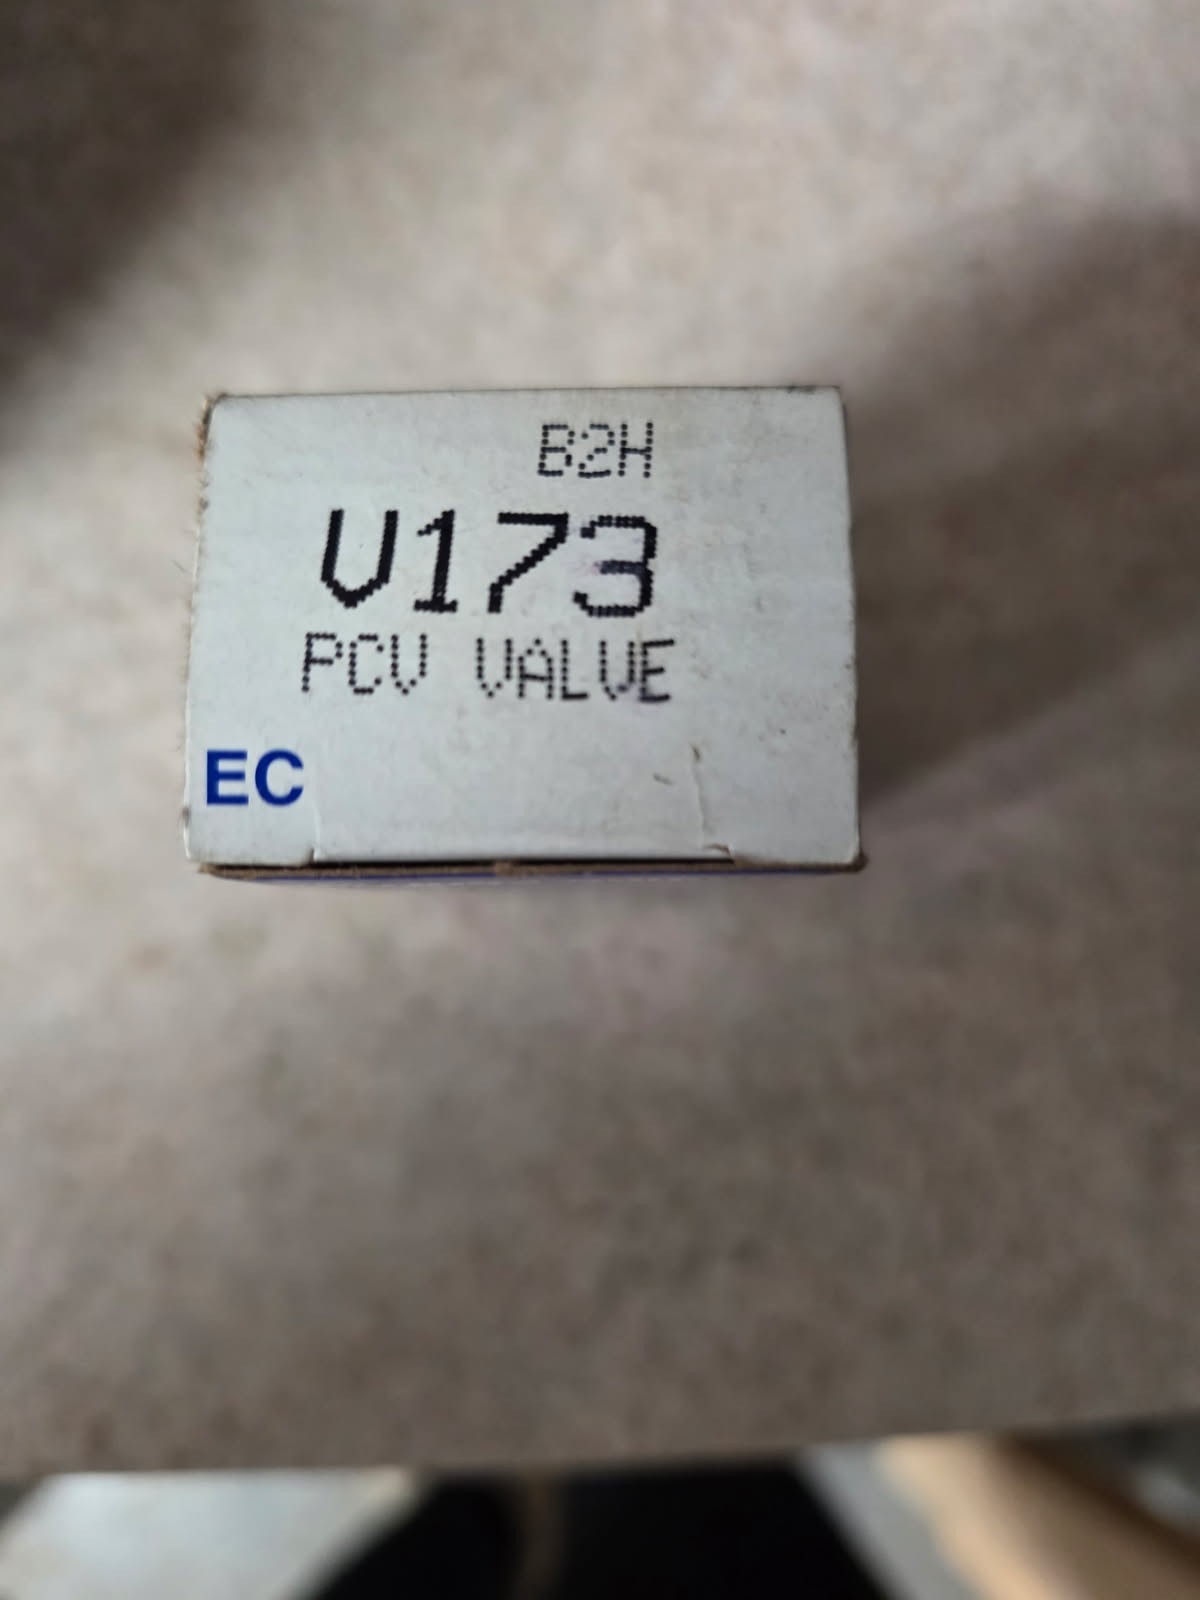 B2H
V173
PCV VALVE
EC